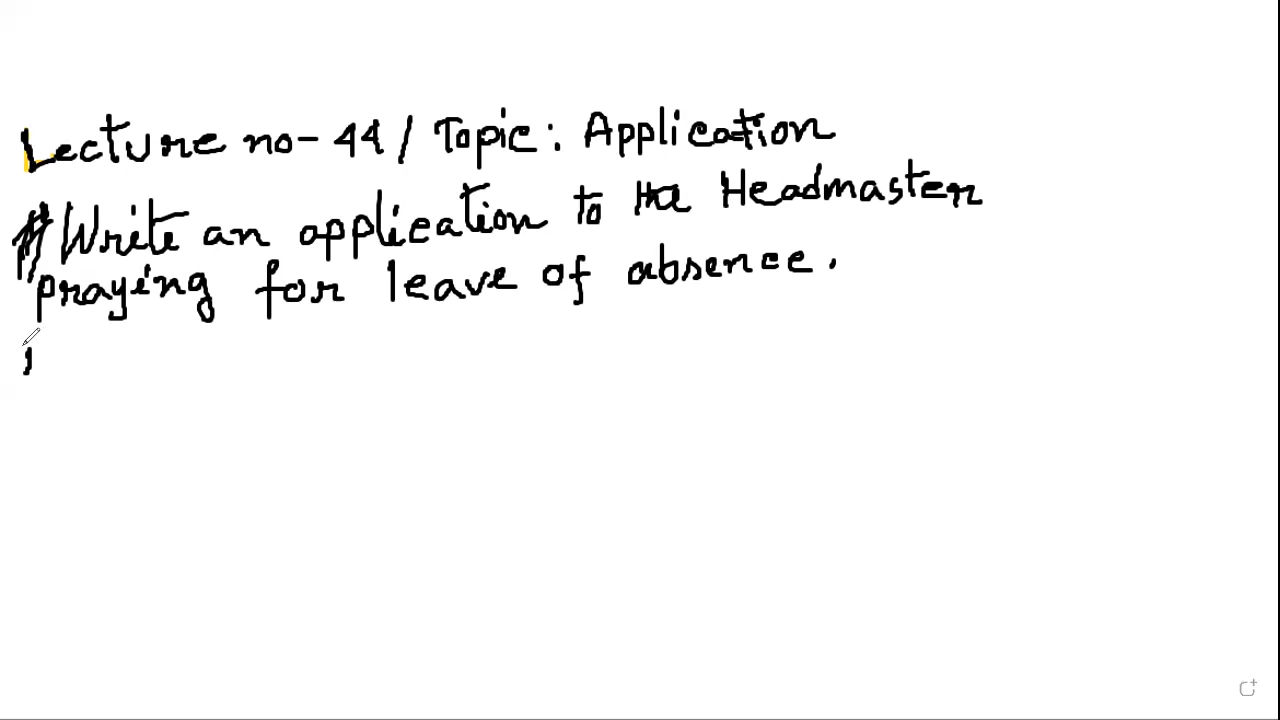 Lecture no- 44 / Topic: Application
# Write an application to the Headmaster
praying for leave of absence.